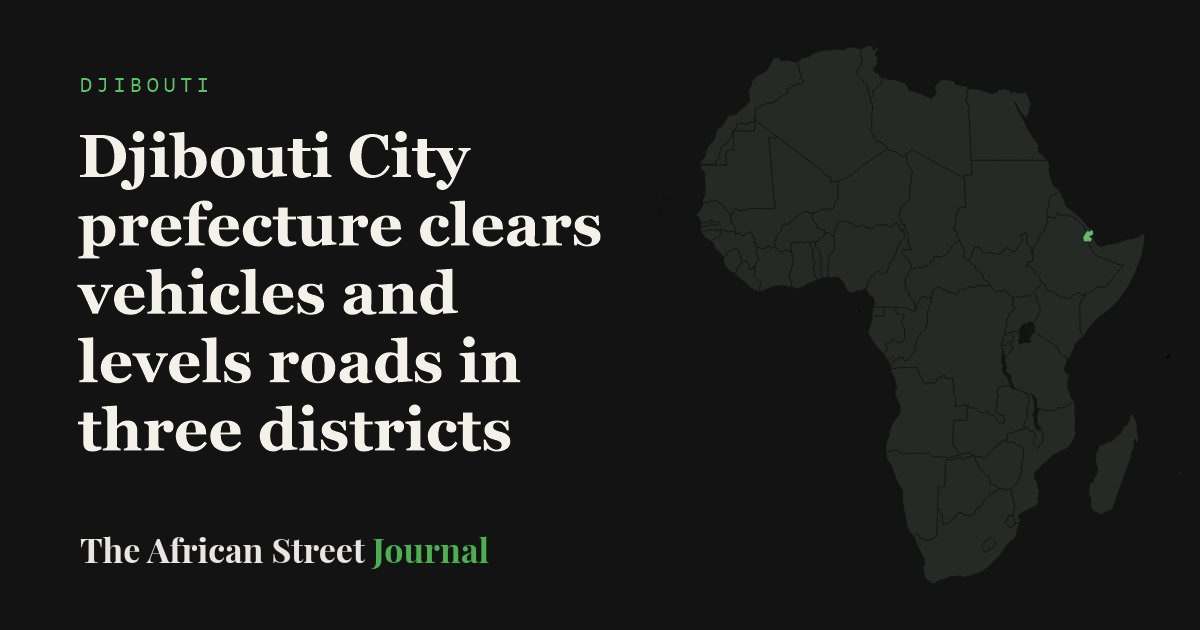 DJIBOUTI
Djibouti City
prefecture clears
vehicles and
levels roads in
three districts
The African Street Journal